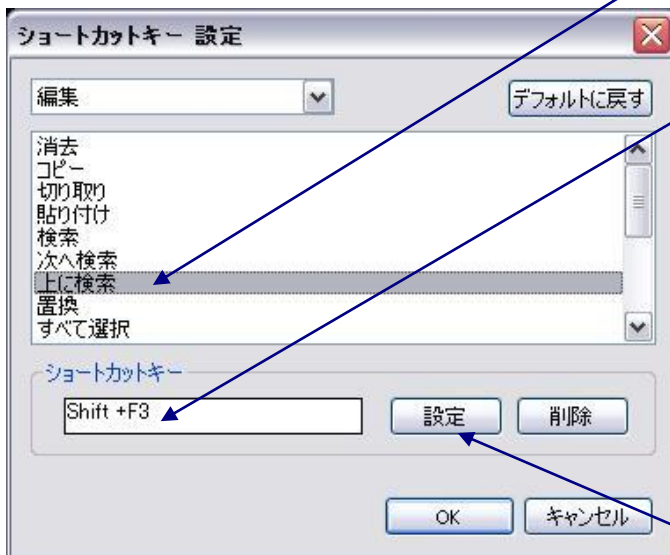 ショートカットキー 設定
編集
デフォルトに戻す
消去
コピー
切り取り
貼り付け
検索
次へ検索
上に検索
置換
すべて選択
ショートカットキー
Shift +F3
設定
削除
OK
キャンセル